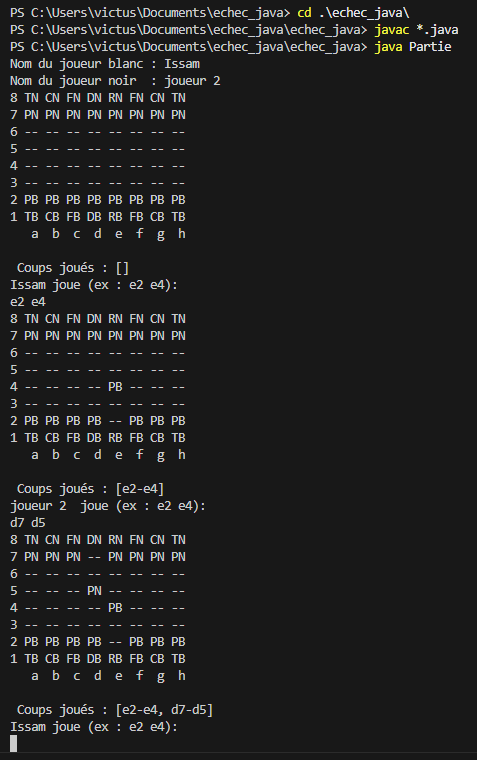 PS C:\Users\victus\Documents\echec_java> cd .\echec_java\
PS C:\Users\victus\Documents\echec_java\echec_java> javac *.java
PS C:\Users\victus\Documents\echec_java\echec_java> java Partie
Nom du joueur blanc : Issam
Nom du joueur noir  : joueur 2
8 TN CN FN DN RN FN CN TN
7 PN PN PN PN PN PN PN PN
6 -- -- -- -- -- -- -- --
5 -- -- -- -- -- -- -- --
4 -- -- -- -- -- -- -- --
3 -- -- -- -- -- -- -- --
2 PB PB PB PB PB PB PB PB
1 TB CB FB DB RB FB CB TB
   a  b  c  d  e  f  g  h

 Coups joués : []
Issam joue (ex : e2 e4):
e2 e4
8 TN CN FN DN RN FN CN TN
7 PN PN PN PN PN PN PN PN
6 -- -- -- -- -- -- -- --
5 -- -- -- -- -- -- -- --
4 -- -- -- -- PB -- -- --
3 -- -- -- -- -- -- -- --
2 PB PB PB PB -- PB PB PB
1 TB CB FB DB RB FB CB TB
   a  b  c  d  e  f  g  h

 Coups joués : [e2-e4]
joueur 2  joue (ex : e2 e4):
d7 d5
8 TN CN FN DN RN FN CN TN
7 PN PN PN -- PN PN PN PN
6 -- -- -- -- -- -- -- --
5 -- -- -- PN -- -- -- --
4 -- -- -- -- PB -- -- --
3 -- -- -- -- -- -- -- --
2 PB PB PB PB -- PB PB PB
1 TB CB FB DB RB FB CB TB
   a  b  c  d  e  f  g  h

 Coups joués : [e2-e4, d7-d5]
Issam joue (ex : e2 e4):